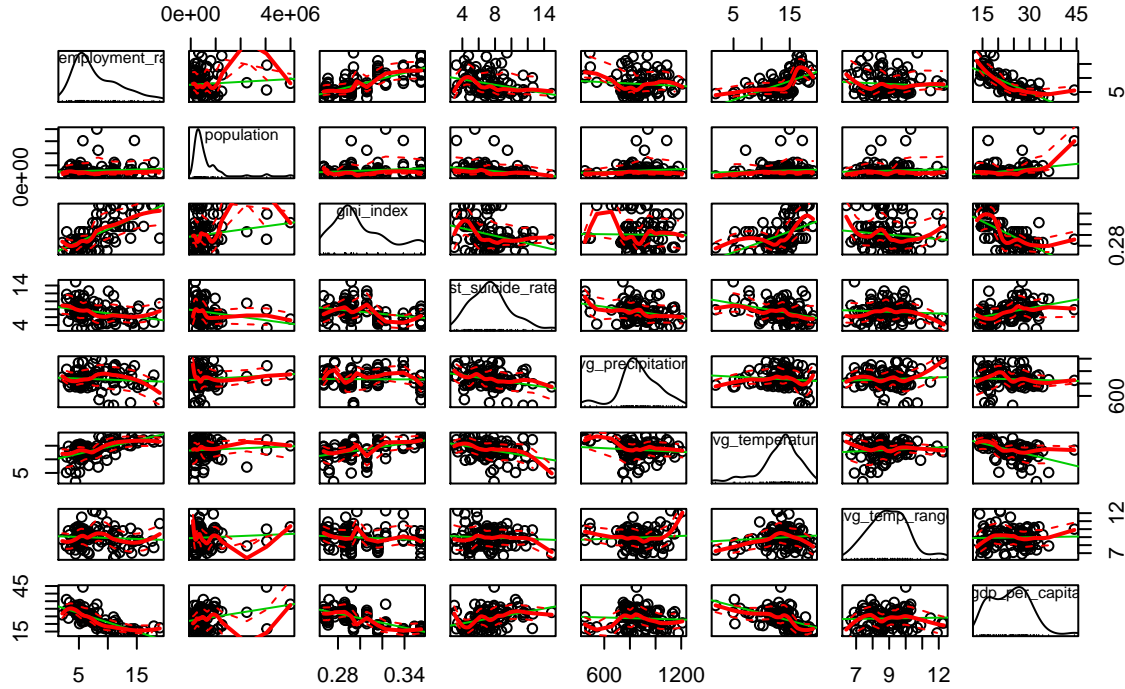 0e+00 4e+06 4 8 14 5 15 15 30 45
employment_ra
5
population
0e+00
gini_index
0.28
14
4
st_suicide_rate
vg_precipitation
600
5
vg_temperatur
vg_temp_rang
12
7
45
15
gdp_per_capita
5 15 0.28 0.34 600 1200 7 9 12